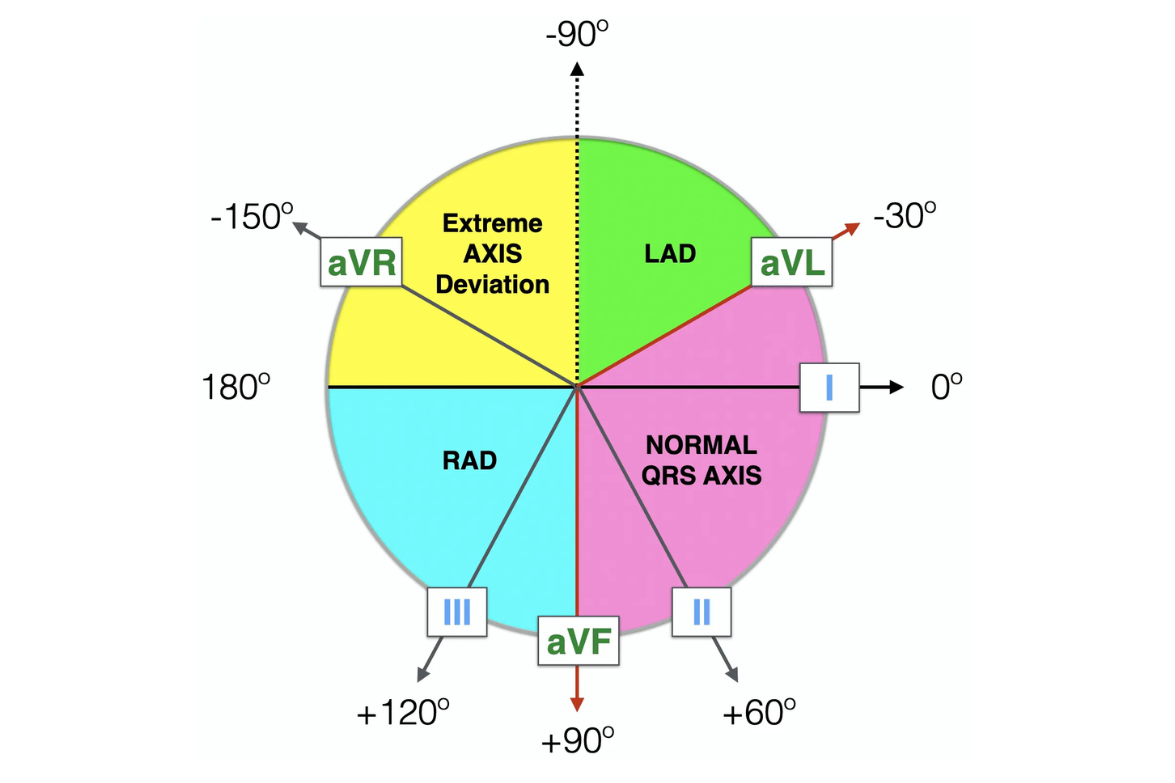 -90°
-150°
-30°
Extreme
AXIS
Deviation
LAD
aVR
aVL
180°
I
0°
RAD
NORMAL
QRS AXIS
III
II
aVF
+120°
+60°
+90°